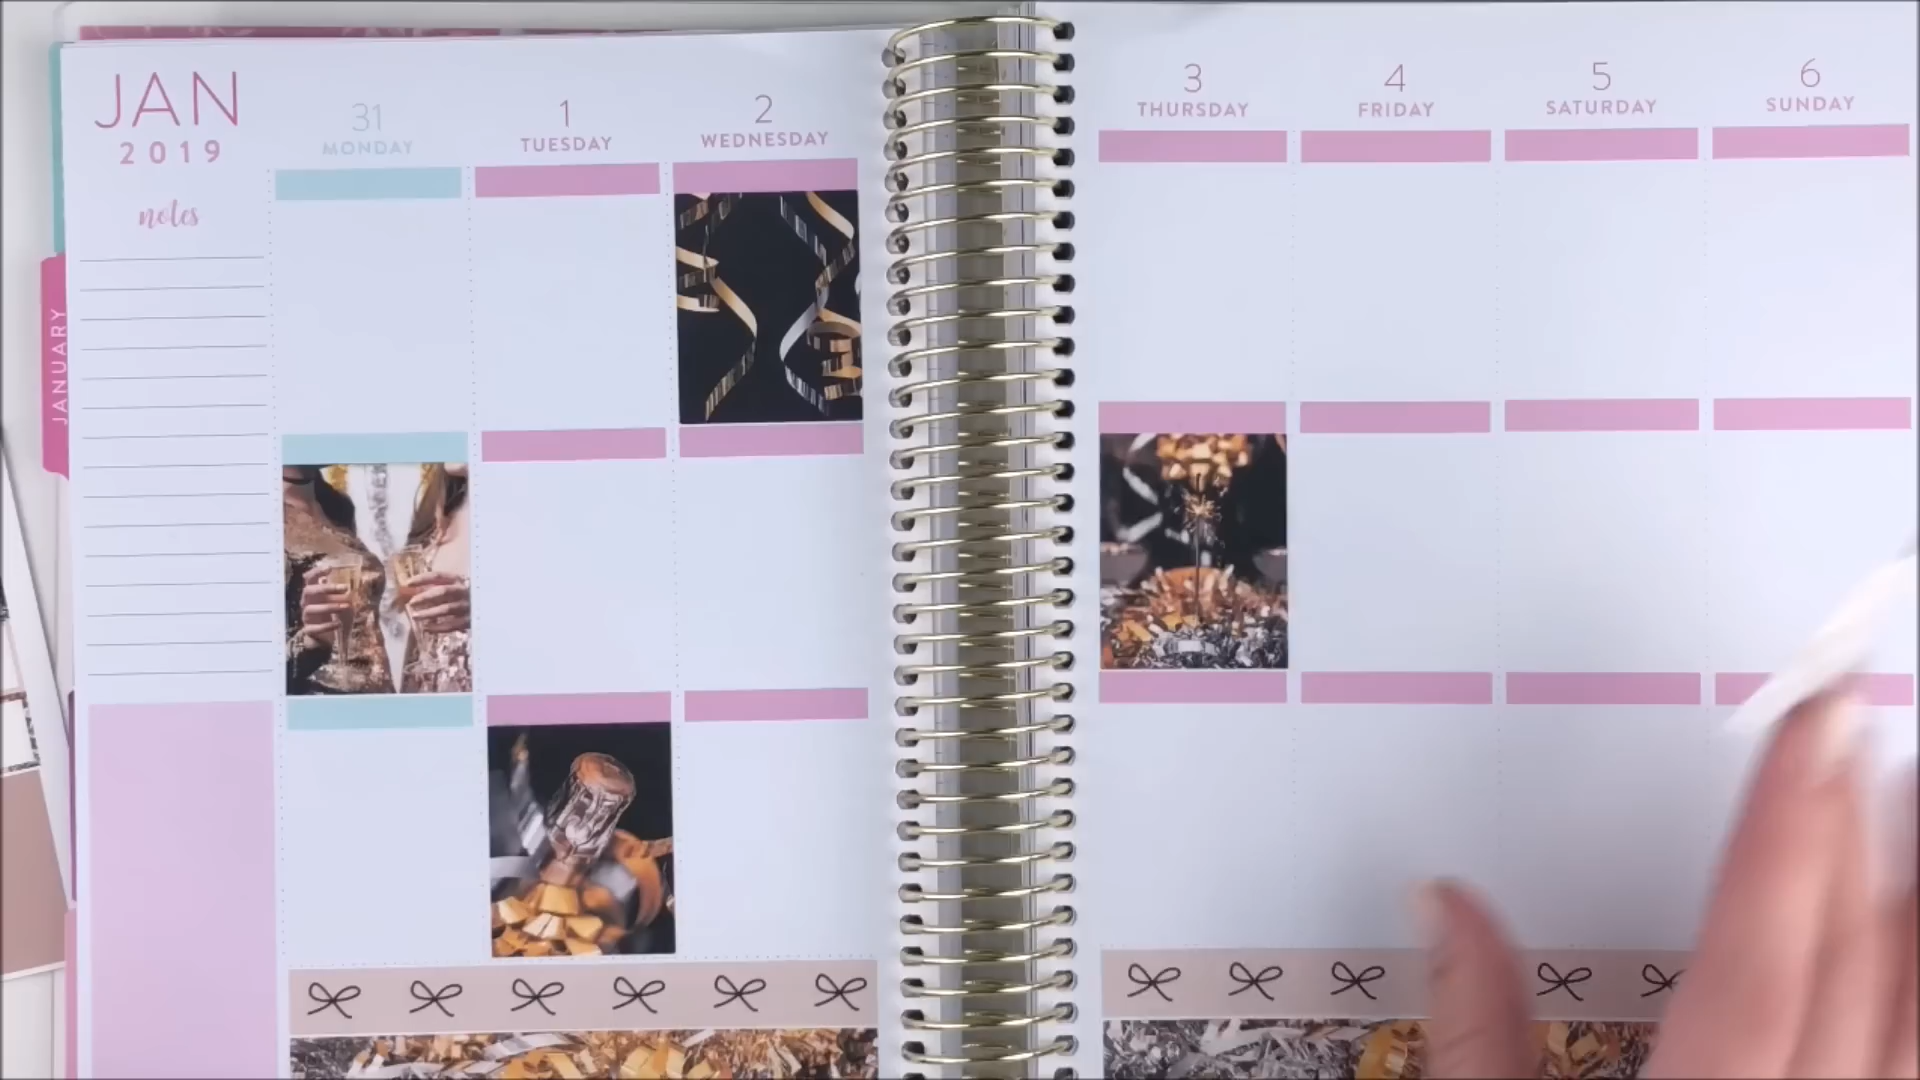 JAN
2019
notes
JANUARY
31
MONDAY
1
TUESDAY
2
WEDNESDAY
3
THURSDAY
4
FRIDAY
5
SATURDAY
6
SUNDAY